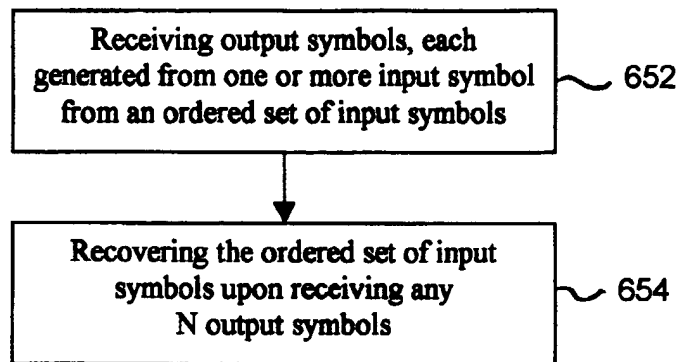 Receiving output symbols, each
generated from one or more input symbol
from an ordered set of input symbols
652
Recovering the ordered set of input
symbols upon receiving any
N output symbols
654